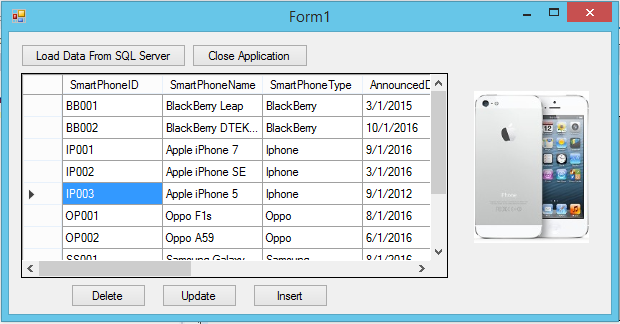 Form1
Load Data From SQL Server Close Application
SmartPhoneID SmartPhoneName SmartPhoneType AnnouncedD
BB001 BlackBerry Leap BlackBerry 3/1/2015
BB002 BlackBerry DTEK... BlackBerry 10/1/2016
IP001 Apple iPhone 7 Iphone 9/1/2016
IP002 Apple iPhone SE Iphone 3/1/2016
IP003 Apple iPhone 5 Iphone 9/1/2012
OP001 Oppo F1s Oppo 8/1/2016
OP002 Oppo A59 Oppo 6/1/2016
SS001 Samsung Galaxy Samsung 8/1/2016
Delete Update Insert